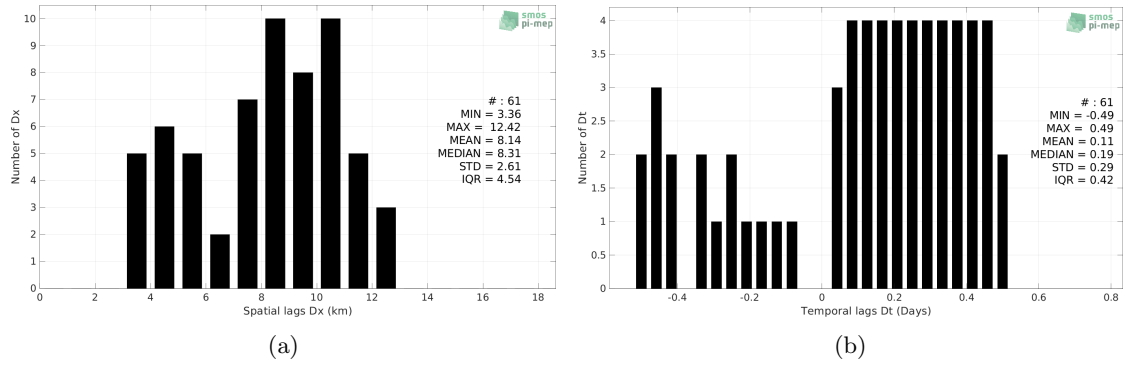 smos
pi-mep
10
9
8
7
6
5
4
3
2
1
0
Number of Dx
# : 61
MIN = 3.36
MAX = 12.42
MEAN = 8.14
MEDIAN = 8.31
STD = 2.61
IQR = 4.54
0 2 4 6 8 10 12 14 16 18
Spatial lags Dx (km)
(a)
smos
pi-mep
4
3.5
3
2.5
2
1.5
1
0.5
0
Number of Dt
# : 61
MIN = -0.49
MAX = 0.49
MEAN = 0.11
MEDIAN = 0.19
STD = 0.29
IQR = 0.42
-0.4 -0.2 0 0.2 0.4 0.6 0.8
Temporal lags Dt (Days)
(b)